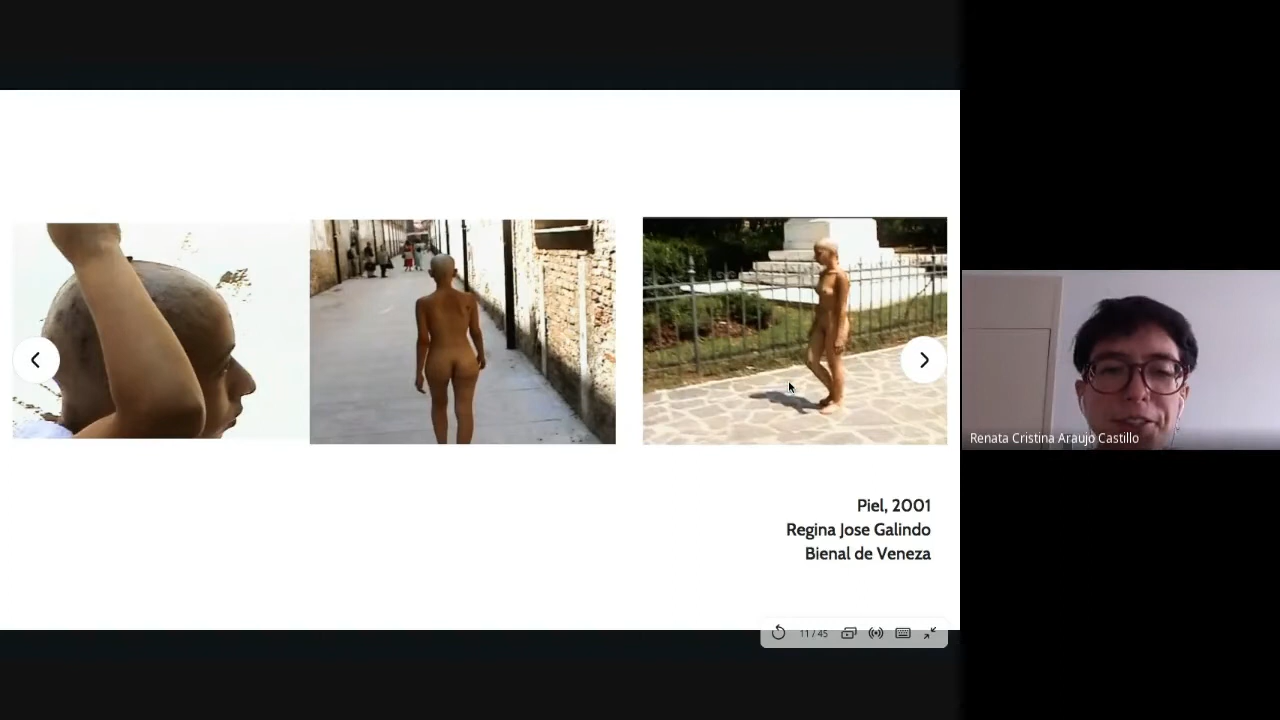 Piel, 2001
Regina Jose Galindo
Bienal de Veneza
11 / 45
Renata Cristina Araujo Castillo